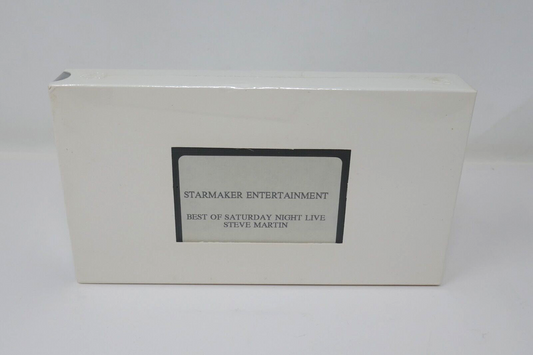 STARMAKER ENTERTAINMENT
BEST OF SATURDAY NIGHT LIVE
STEVE MARTIN